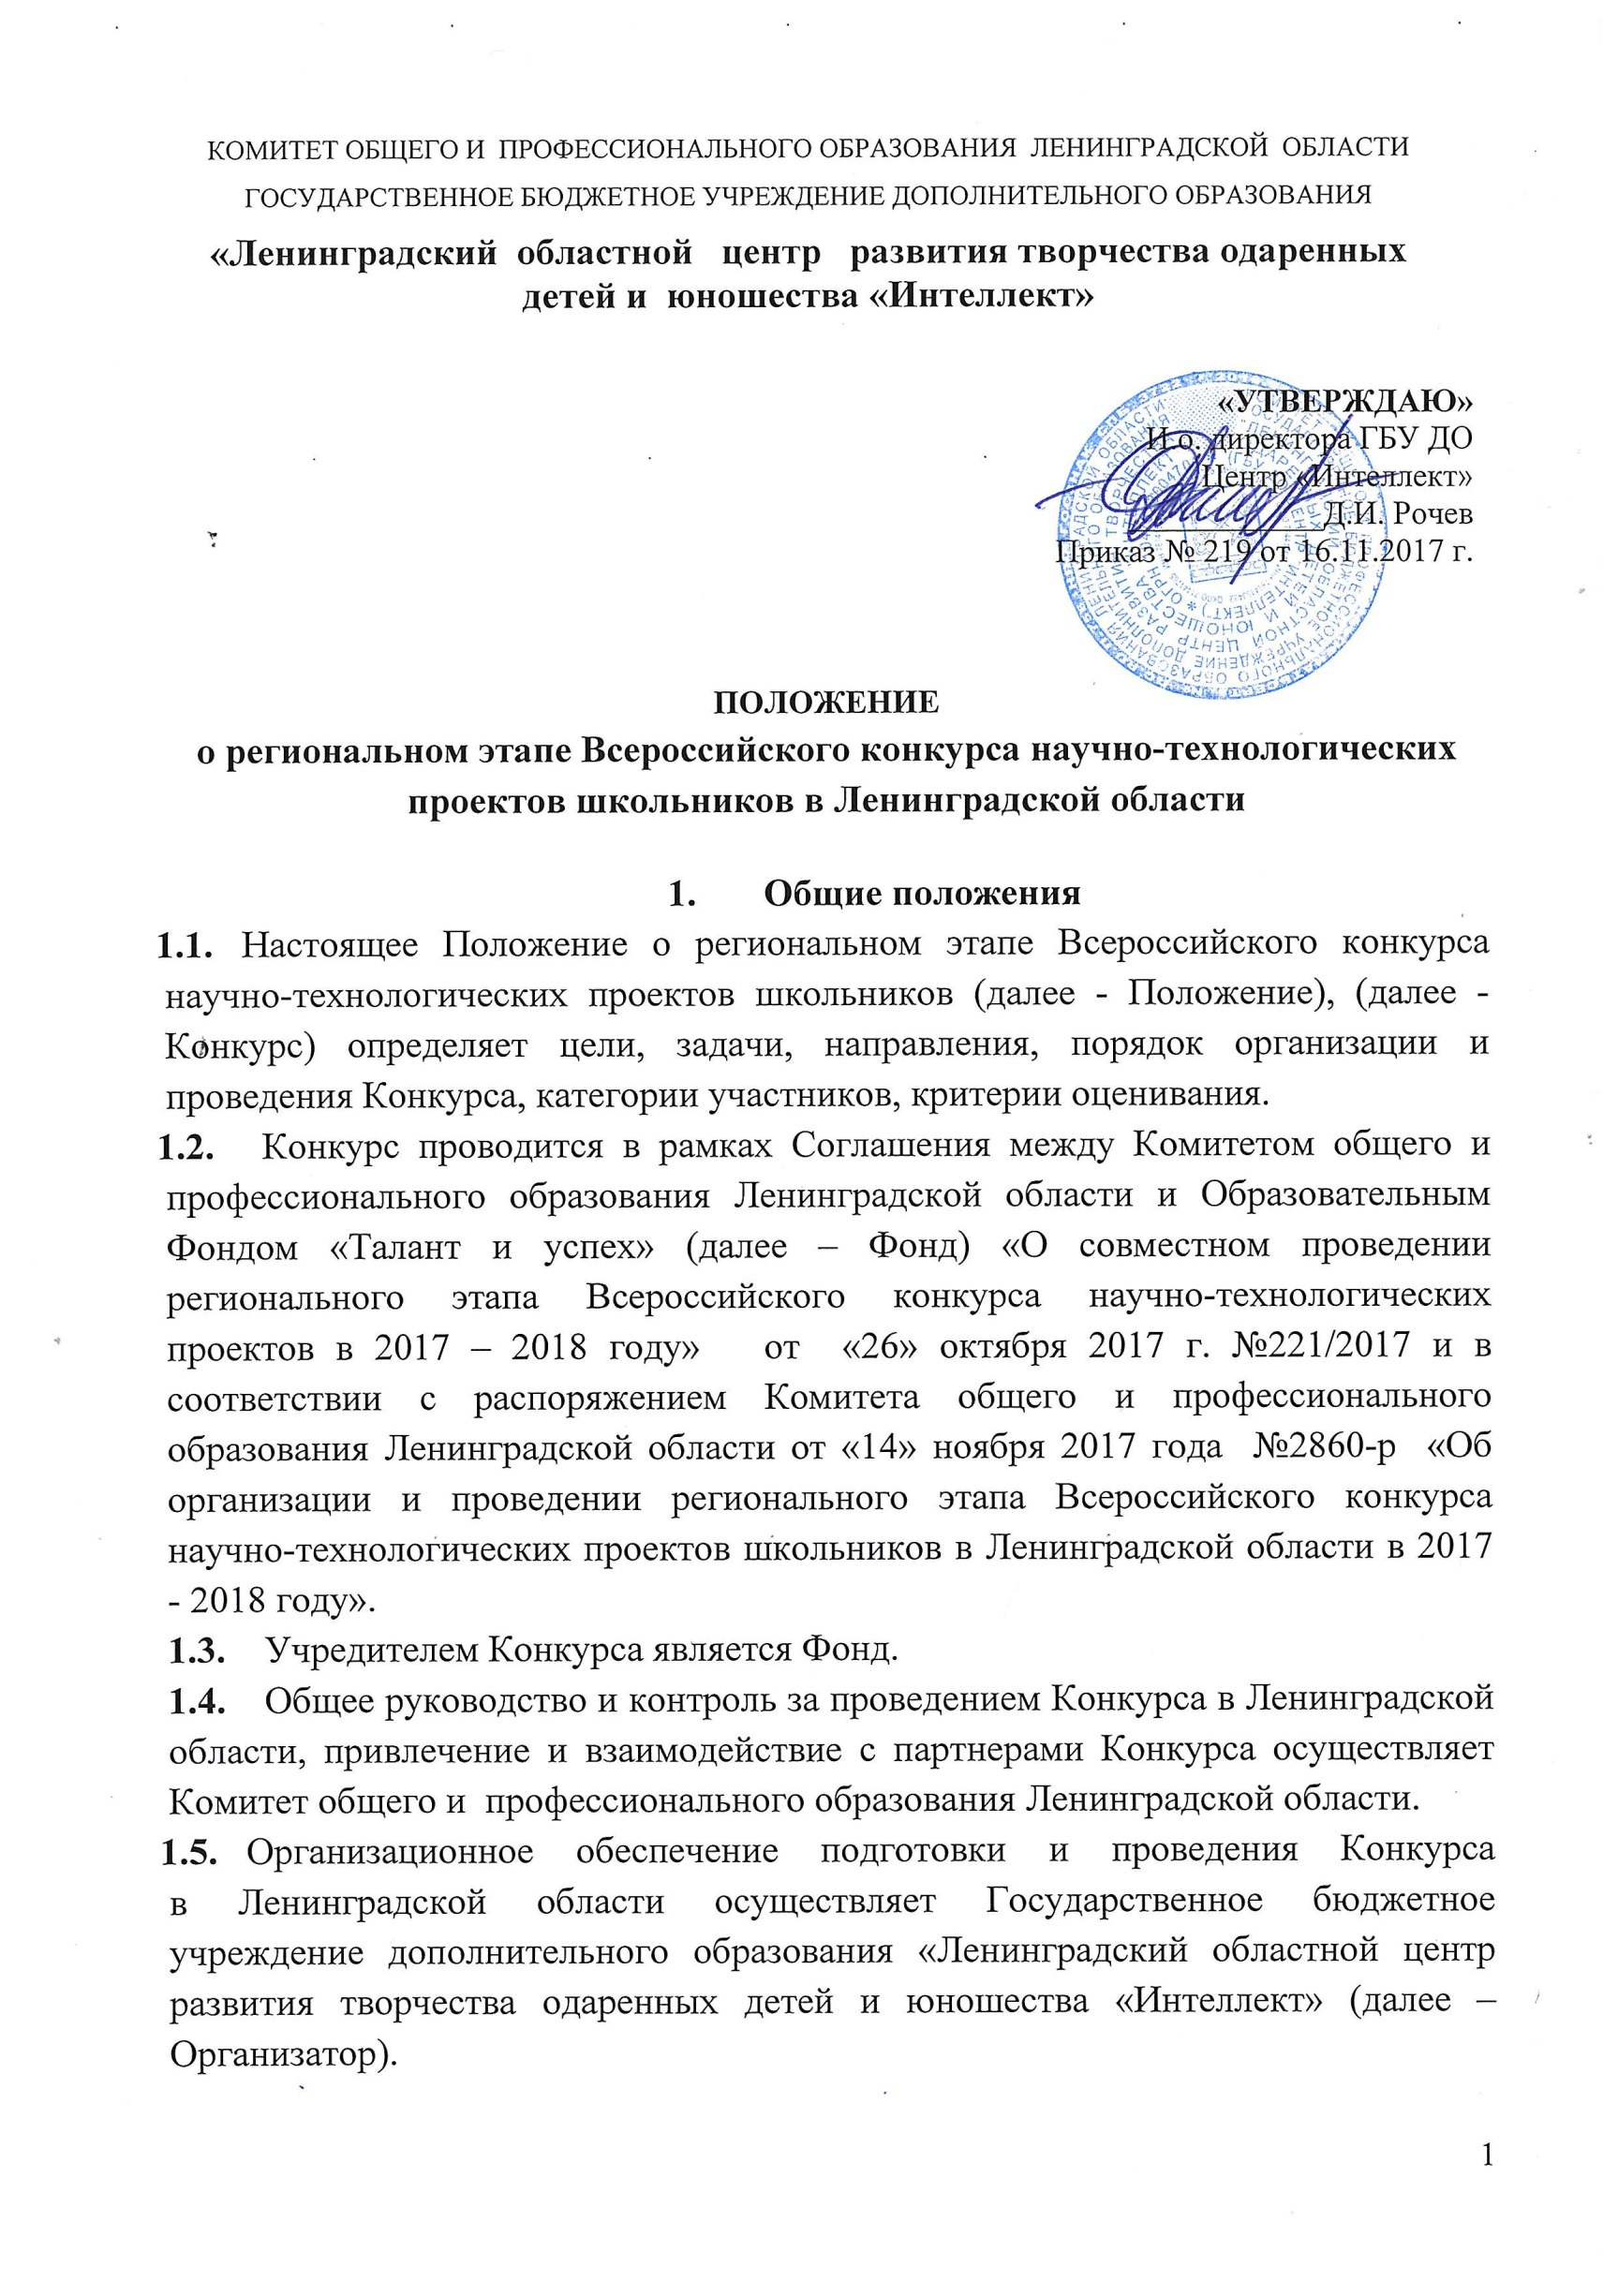 КОМИТЕТ ОБЩЕГО И ПРОФЕССИОНАЛЬНОГО ОБРАЗОВАНИЯ ЛЕНИНГРАДСКОЙ ОБЛАСТИ
ГОСУДАРСТВЕННОЕ БЮДЖЕТНОЕ УЧРЕЖДЕНИЕ ДОПОЛНИТЕЛЬНОГО ОБРАЗОВАНИЯ
«Ленинградский областной центр развития творчества одаренных
детей и юношества «Интеллект»
«УТВЕРЖДАЮ»
И.о. директора ГБУ ДО
Центр «Интеллект»
Д.И. Рочев
Приказ № 219 от 16.11.2017 г.
ПОЛОЖЕНИЕ
о региональном этапе Всероссийского конкурса научно-технологических
проектов школьников в Ленинградской области
1. Общие положения
1.1. Настоящее Положение о региональном этапе Всероссийского конкурса
научно-технологических проектов школьников (далее - Положение), (далее -
Конкурс) определяет цели, задачи, направления, порядок организации и
проведения Конкурса, категории участников, критерии оценивания.
1.2. Конкурс проводится в рамках Соглашения между Комитетом общего и
профессионального образования Ленинградской области и Образовательным
Фондом «Талант и успех» (далее – Фонд) «О совместном проведении
регионального этапа Всероссийского конкурса научно-технологических
проектов в 2017 – 2018 году» от «26» октября 2017 г. №221/2017 и в
соответствии с распоряжением Комитета общего и профессионального
образования Ленинградской области от «14» ноября 2017 года №2860-р «Об
организации и проведении регионального этапа Всероссийского конкурса
научно-технологических проектов школьников в Ленинградской области в 2017
- 2018 году».
1.3. Учредителем Конкурса является Фонд.
1.4. Общее руководство и контроль за проведением Конкурса в Ленинградской
области, привлечение и взаимодействие с партнерами Конкурса осуществляет
Комитет общего и профессионального образования Ленинградской области.
1.5. Организационное обеспечение подготовки и проведения Конкурса
в Ленинградской области осуществляет Государственное бюджетное
учреждение дополнительного образования «Ленинградский областной центр
развития творчества одаренных детей и юношества «Интеллект» (далее –
Организатор).
1